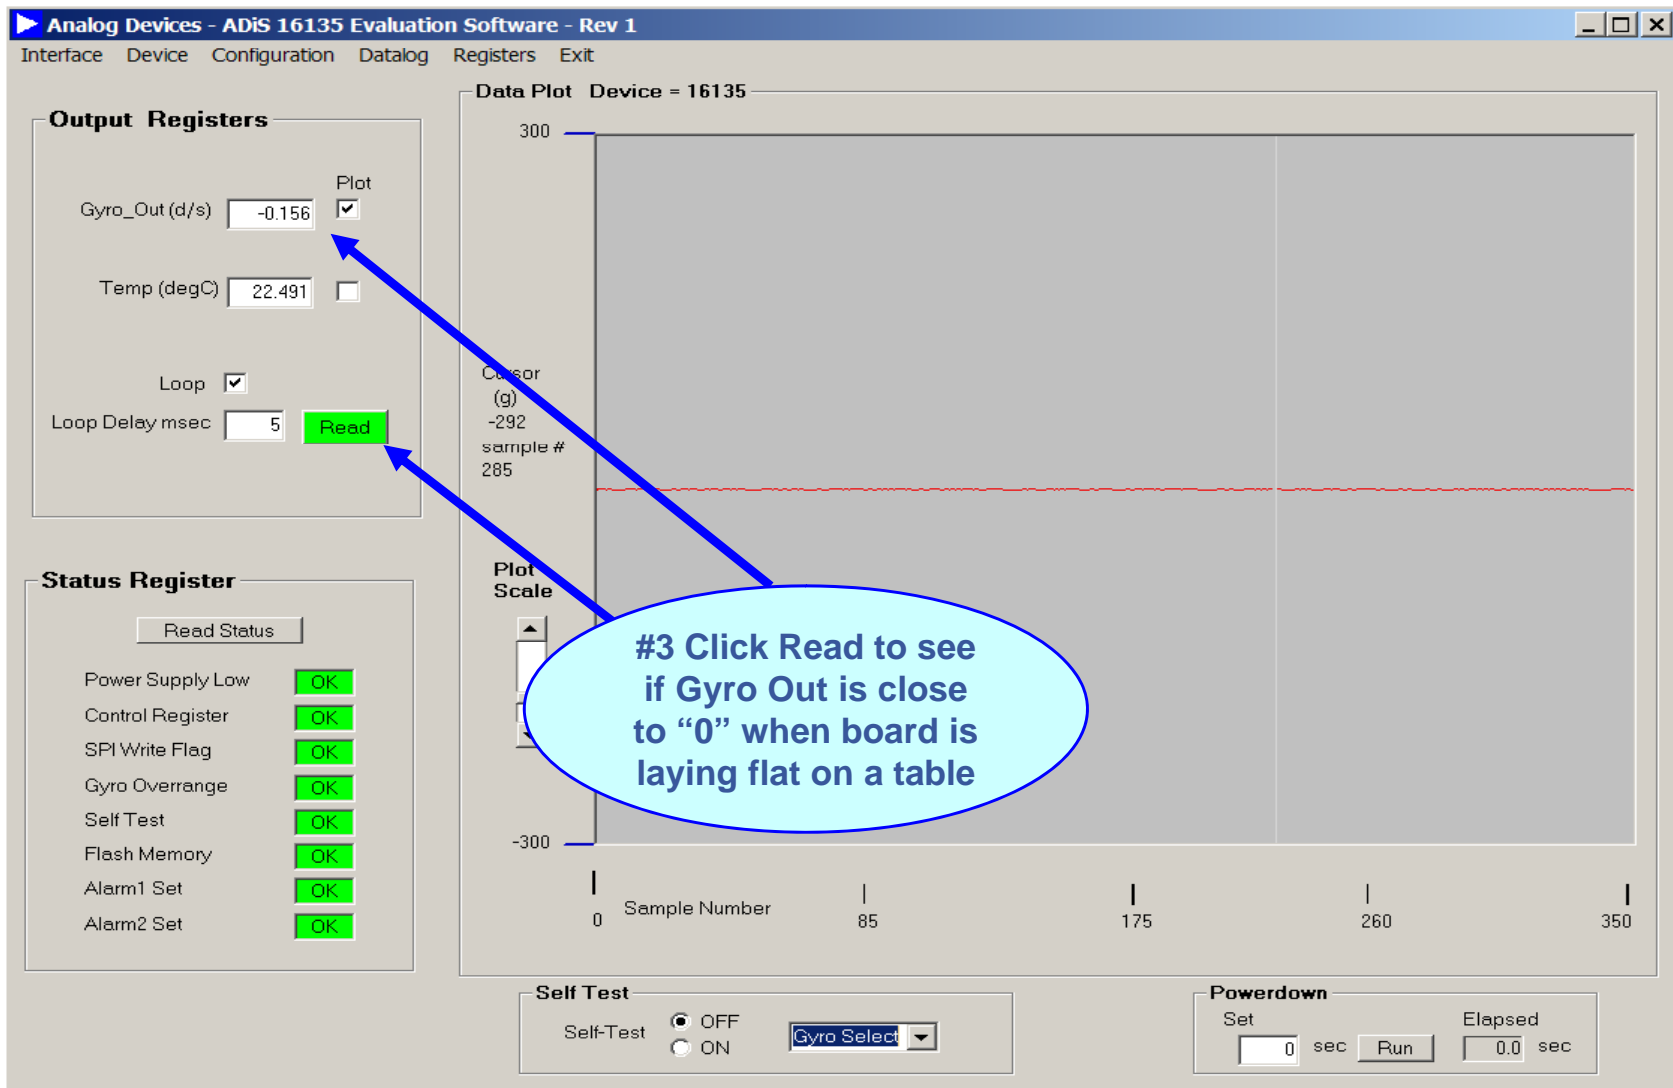 Analog Devices - ADiS 16135 Evaluation Software - Rev 1
Interface Device Configuration Datalog Registers Exit
Output Registers
Plot
Gyro_Out (d/s) -0.156
Temp (degC) 22.491
Loop
Loop Delay msec 5 Read
Status Register
Read Status
Power Supply Low OK
Control Register OK
SPI Write Flag OK
Gyro Overrange OK
Self Test OK
Flash Memory OK
Alarm1 Set OK
Alarm2 Set OK
Data Plot Device = 16135
300
Cursor
(g)
-292
sample #
285
Plot
Scale
-300
#3 Click Read to see
if Gyro Out is close
to “0” when board is
laying flat on a table
Sample Number
0 85 175 260 350
Self Test
Self-Test OFF
ON
Gyro Select
Powerdown
Set Elapsed
0 sec Run 0.0 sec